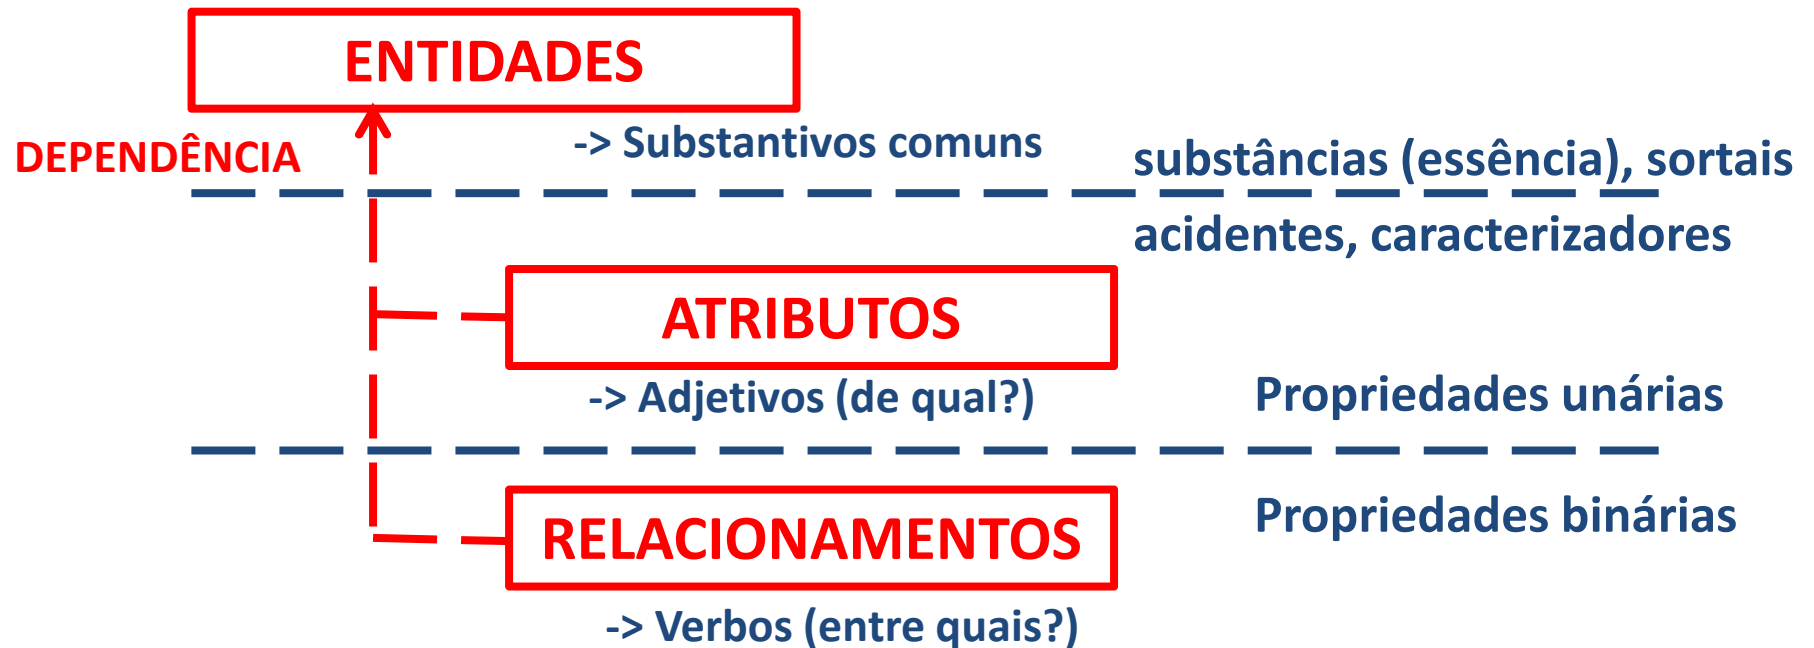 ENTIDADES
DEPENDÊNCIA
-> Substantivos comuns
substâncias (essência), sortais
acidentes, caracterizadores
ATRIBUTOS
-> Adjetivos (de qual?)
Propriedades unárias
RELACIONAMENTOS
Propriedades binárias
-> Verbos (entre quais?)